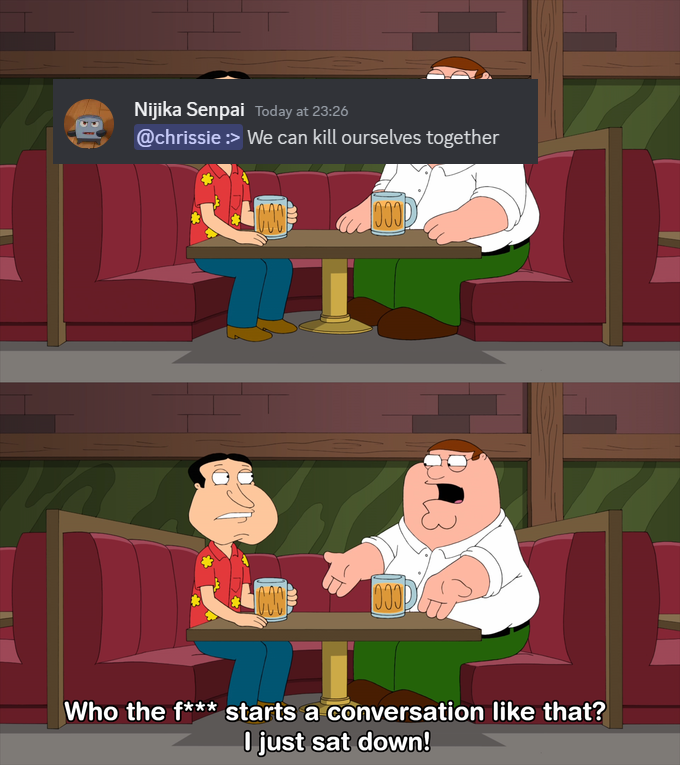 Nijika Senpai Today at 23:26
@chrissie :> We can kill ourselves together
Who the f*** starts a conversation like that?
I just sat down!